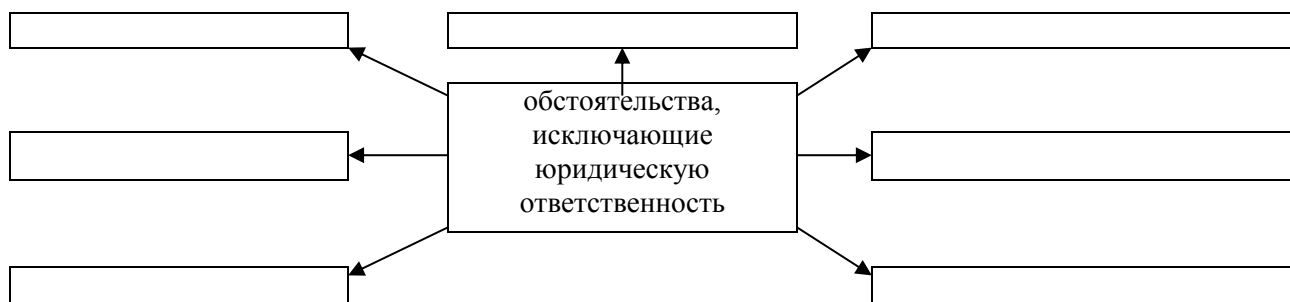 обстоятельства,
исключающие
юридическую
ответственность